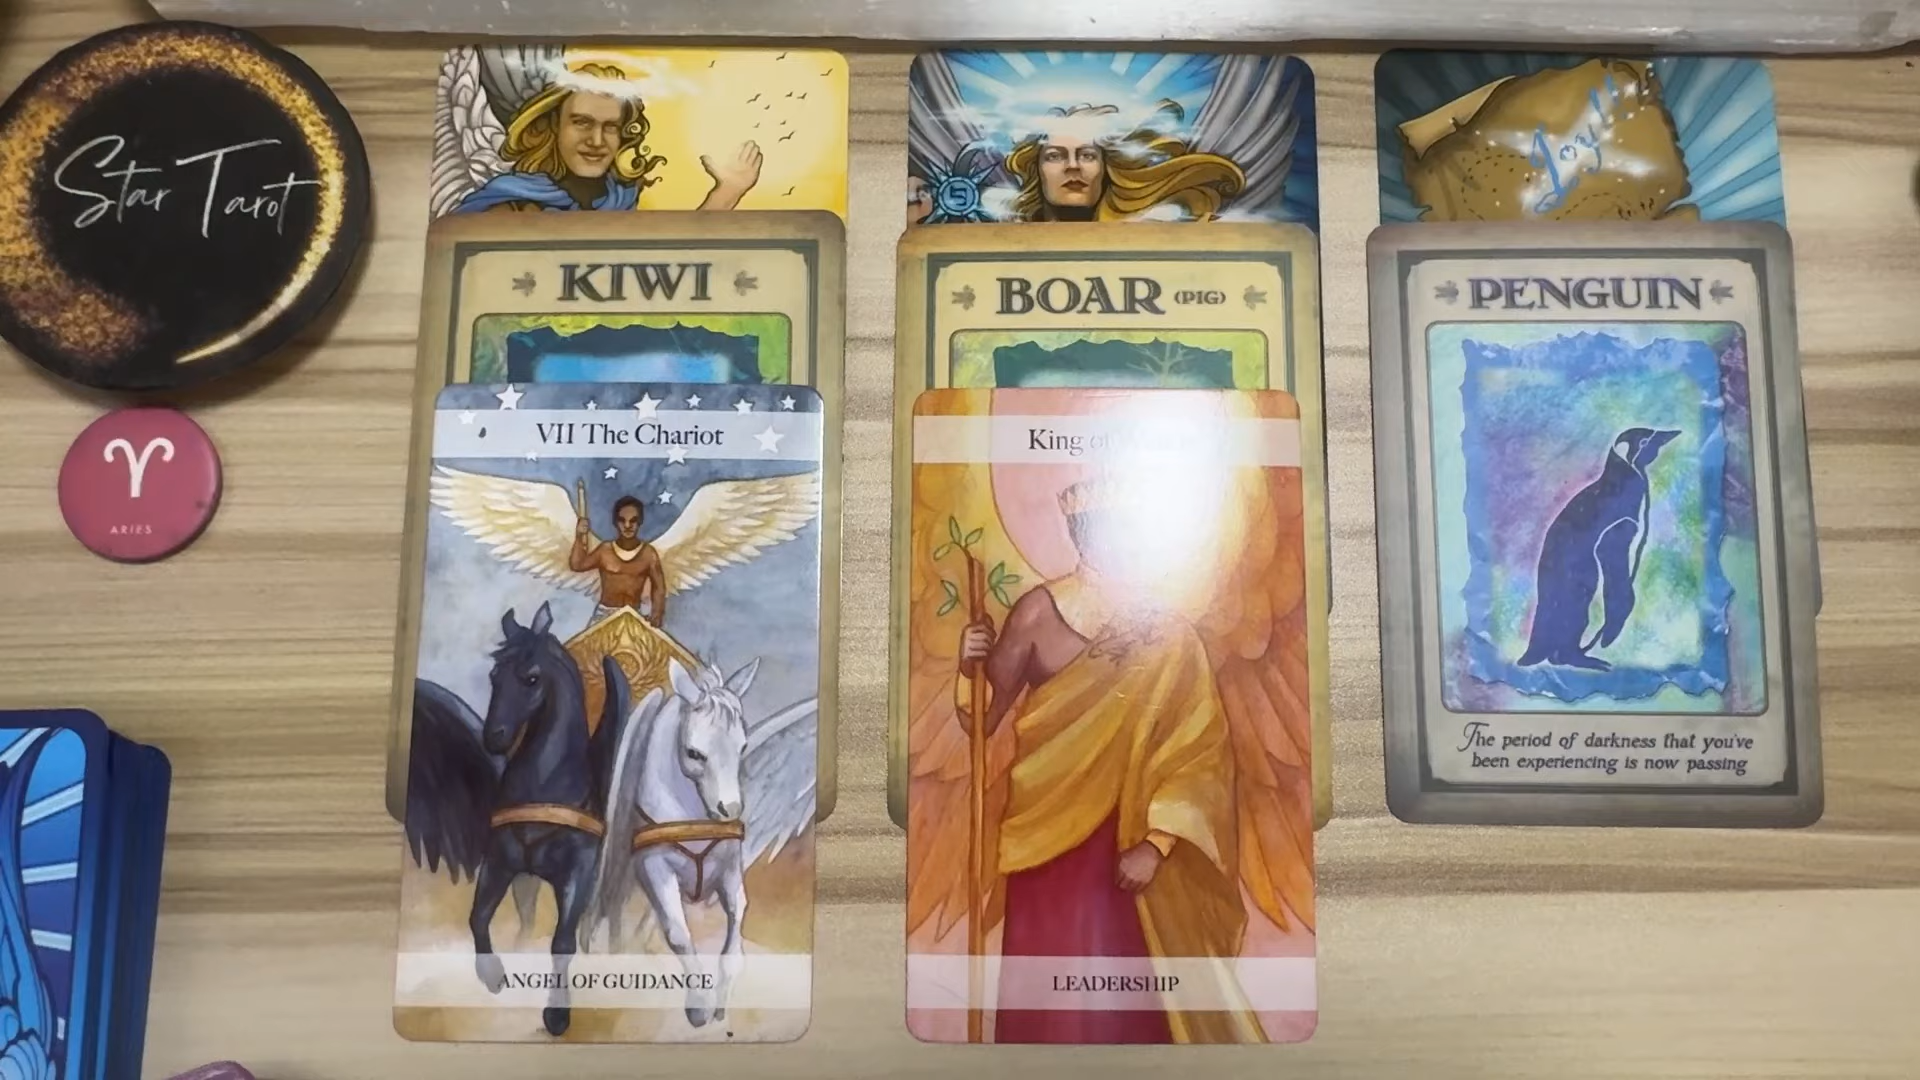 Star Tarot
ARIES
KIWI
VII The Chariot
ANGEL OF GUIDANCE
BOAR (PIG)
King of
LEADERSHIP
PENGUIN
The period of darkness that you've
been experiencing is now passing